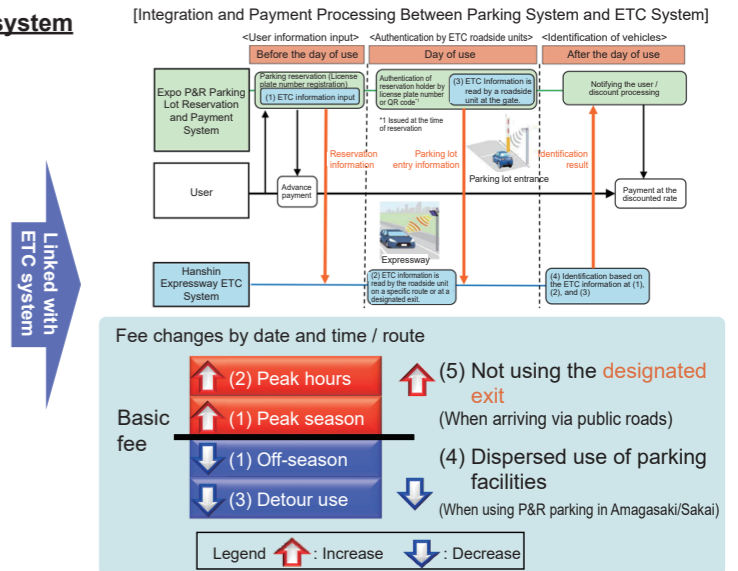 system
[Integration and Payment Processing Between Parking System and ETC System]
<User information input>
<Authentication by ETC roadside units>
<Identification of vehicles>
Before the day of use
Day of use
After the day of use
Expo P&R Parking
Lot Reservation
and Payment
System
Parking reservation (License
plate number registration)
(1) ETC information input
Authentication of
reservation holder by
license plate number
or QR code*1
(3) ETC Information is
read by a roadside
unit at the gate.
Notifying the user /
discount processing
*1 Issued at the time
of reservation
Reservation
information
Parking lot
entry information
Identification
result
Parking lot entrance
User
Advance
payment
Payment at the
discounted rate
Expressway
Hanshin
Expressway ETC
System
(2) ETC information is
read by the roadside unit
on a specific route or at a
designated exit.
(4) Identification based on
the ETC information at (1),
(2), and (3)
Linked with
ETC system
Fee changes by date and time / route
Basic
fee
(2) Peak hours
(1) Peak season
(1) Off-season
(3) Detour use
(5) Not using the designated
exit
(When arriving via public roads)
(4) Dispersed use of parking
facilities
(When using P&R parking in Amagasaki/Sakai)
Legend : Increase : Decrease